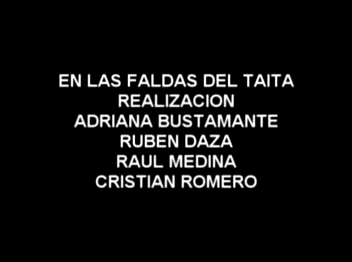 EN LAS FALDAS DEL TAITA
REALIZACION
ADRIANA BUSTAMANTE
RUBEN DAZA
RAUL MEDINA
CRISTIAN ROMERO